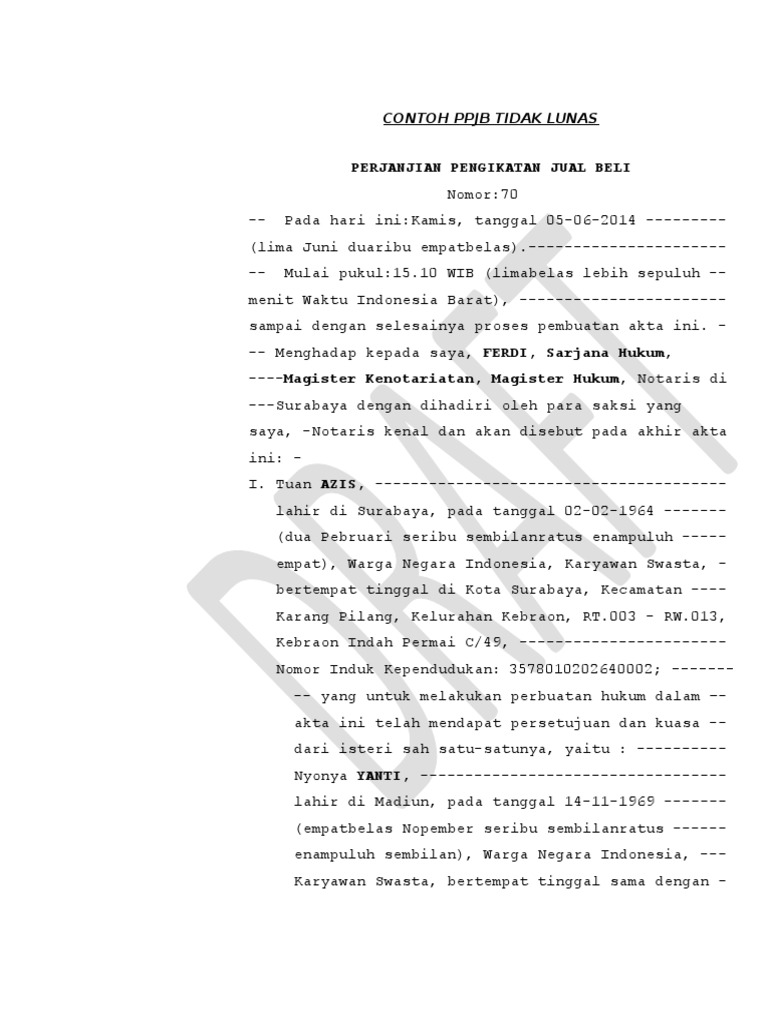 CONTOH PPJB TIDAK LUNAS
PERJANJIAN PENGIKATAN JUAL BELI
Nomor:70
-- Pada hari ini:Kamis, tanggal 05-06-2014 ---------
(lima Juni duaribu empatbelas).----------------------
-- Mulai pukul:15.10 WIB (limabelas lebih sepuluh --
menit Waktu Indonesia Barat), -----------------------
sampai dengan selesainya proses pembuatan akta ini. -
-- Menghadap kepada saya, FERDI, Sarjana Hukum,
----Magister Kenotariatan, Magister Hukum, Notaris di
---Surabaya dengan dihadiri oleh para saksi yang
saya, -Notaris kenal dan akan disebut pada akhir akta
ini: -
I. Tuan AZIS, ---------------------------------------
lahir di Surabaya, pada tanggal 02-02-1964 -------
(dua Pebruari seribu sembilanratus enampuluh -----
empat), Warga Negara Indonesia, Karyawan Swasta, -
bertempat tinggal di Kota Surabaya, Kecamatan ----
Karang Pilang, Kelurahan Kebraon, RT.003 - RW.013,
Kebraon Indah Permai C/49, -----------------------
Nomor Induk Kependudukan: 3578010202640002; -------
-- yang untuk melakukan perbuatan hukum dalam --
akta ini telah mendapat persetujuan dan kuasa --
dari isteri sah satu-satunya, yaitu : ----------
Nyonya YANTI, ----------------------------------
lahir di Madiun, pada tanggal 14-11-1969 -------
(empatbelas Nopember seribu sembilanratus ------
enampuluh sembilan), Warga Negara Indonesia, ---
Karyawan Swasta, bertempat tinggal sama dengan -
DRAFT